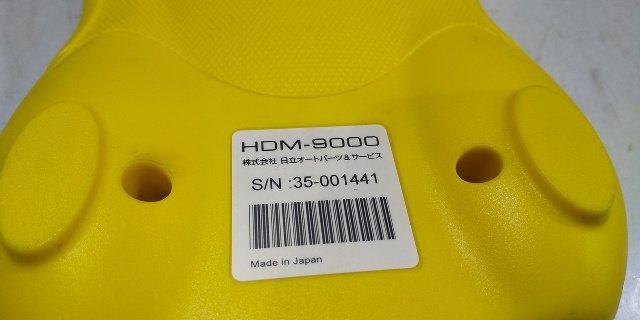 HDM-9000
株式会社 日立オートパーツ&サービス
S/N :35-001441
Made in Japan